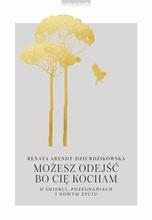 RENATA ARENDT-DZIURDZIKOWSKA
MOŻESZ ODEJŚĆ
BO CIĘ KOCHAM
O ŚMIERCI, POŻEGNANIACH
I NOWYM ŻYCIU